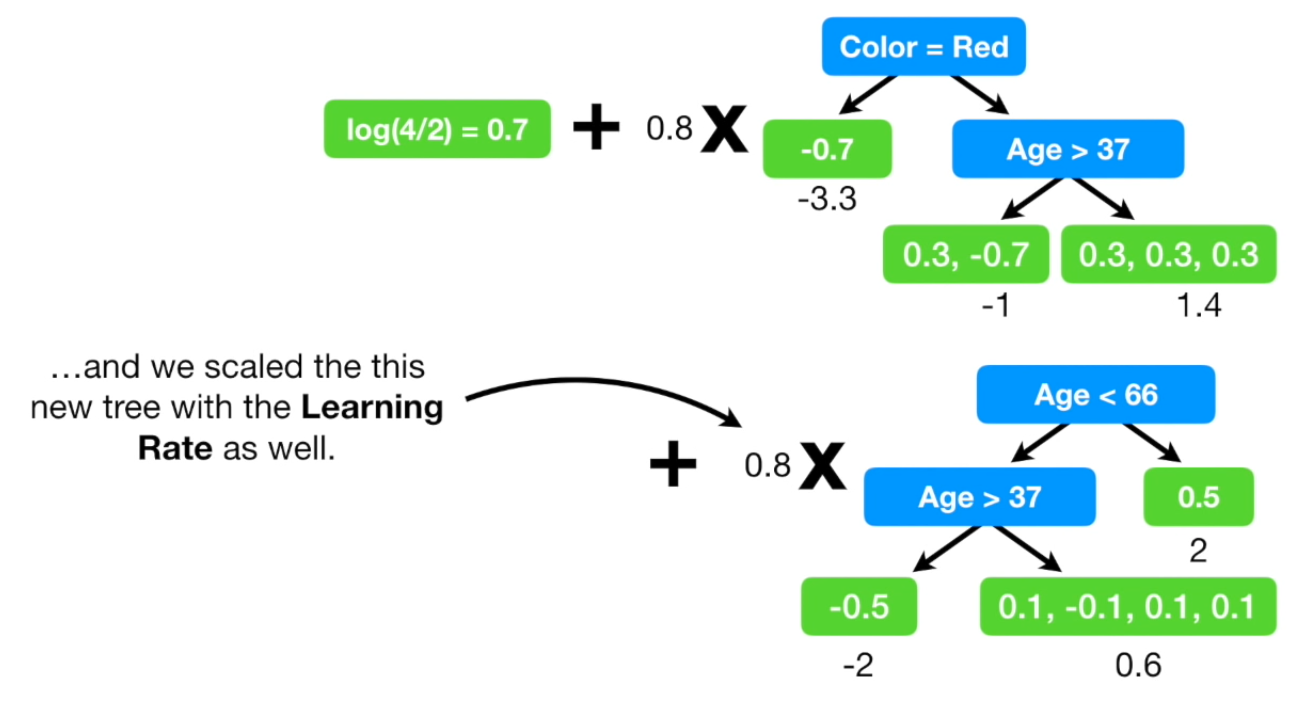 Color = Red
log(4/2) = 0.7 + 0.8 X -0.7 Age > 37
-3.3
0.3, -0.7 0.3, 0.3, 0.3
-1 1.4
…and we scaled the this
new tree with the Learning
Rate as well.
Age < 66
+ 0.8 X Age > 37 0.5
2
-0.5 0.1, -0.1, 0.1, 0.1
-2 0.6